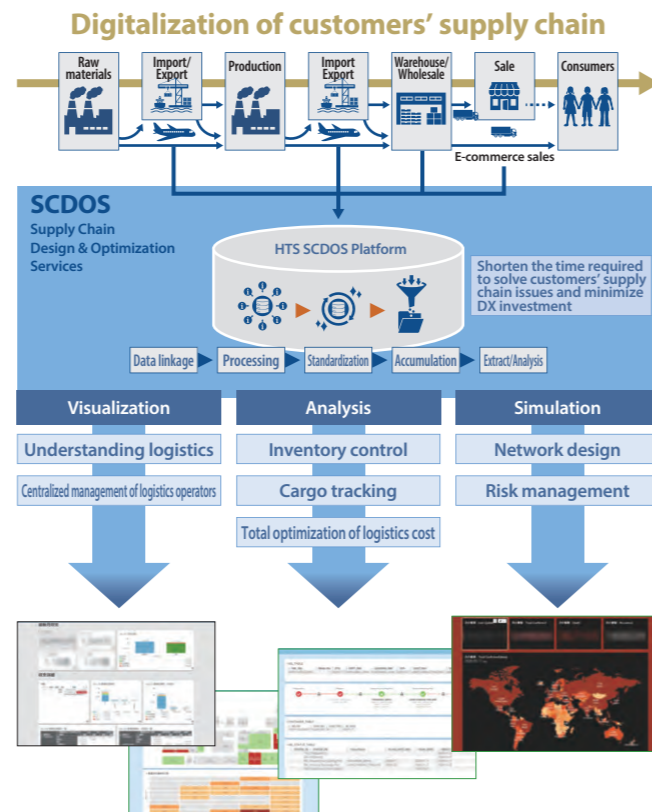 Digitalization of customers’ supply chain
Raw
materials
Import/
Export
Production
Import
Export
Warehouse/
Wholesale
Sale
Consumers
E-commerce sales
SCDOS
Supply Chain
Design & Optimization
Services
HTS SCDOS Platform
Shorten the time required
to solve customers’ supply
chain issues and minimize
DX investment
Data linkage
Processing
Standardization
Accumulation
Extract/Analysis
Visualization
Analysis
Simulation
Understanding logistics
Inventory control
Network design
Centralized management of logistics operators
Cargo tracking
Risk management
Total optimization of logistics cost